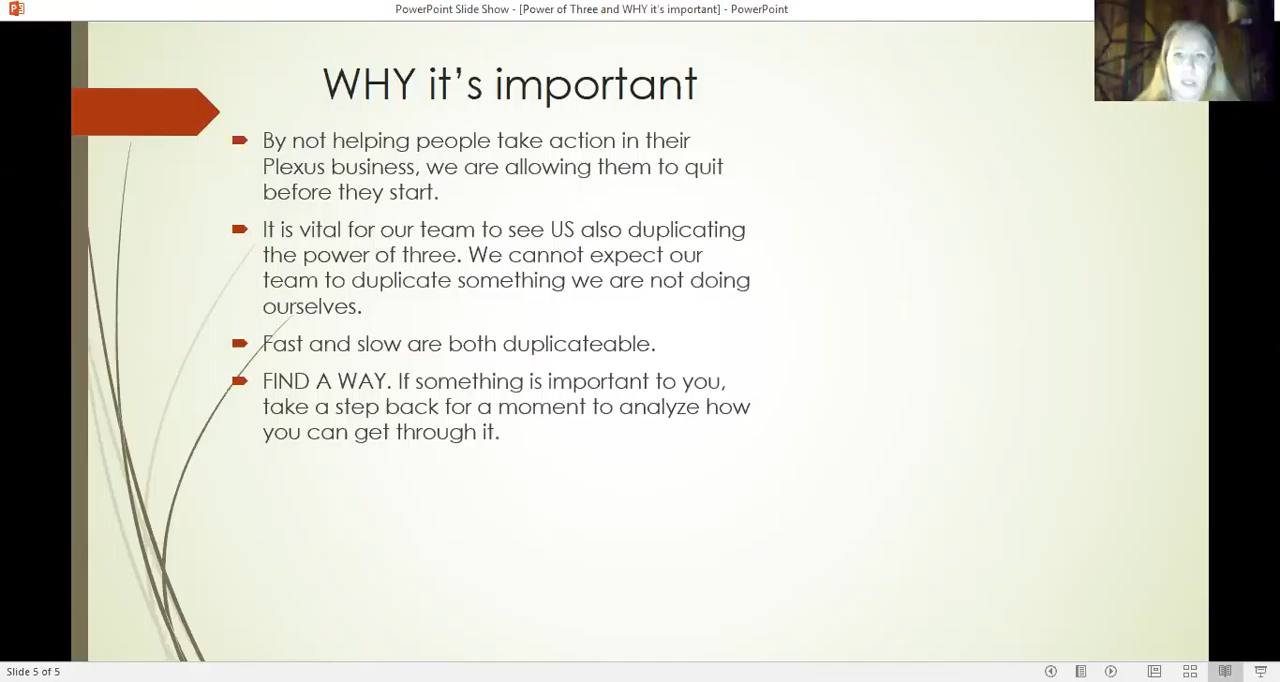 PowerPoint Slide Show - [Power of Three and WHY it's important] - PowerPoint
WHY it's important
By not helping people take action in their
Plexus business, we are allowing them to quit
before they start.
It is vital for our team to see US also duplicating
the power of three. We cannot expect our
team to duplicate something we are not doing
ourselves.
Fast and slow are both duplicateable.
FIND A WAY. If something is important to you,
take a step back for a moment to analyze how
you can get through it.
Slide 5 of 5